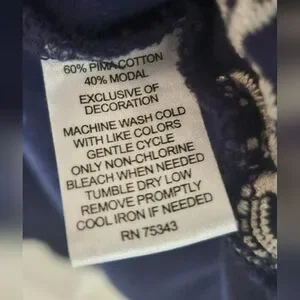 60% PIMA COTTON
40% MODAL
EXCLUSIVE OF
DECORATION
MACHINE WASH COLD
WITH LIKE COLORS
GENTLE CYCLE
ONLY NON-CHLORINE
BLEACH WHEN NEEDED
TUMBLE DRY LOW
REMOVE PROMPTLY
COOL IRON IF NEEDED
RN 75343